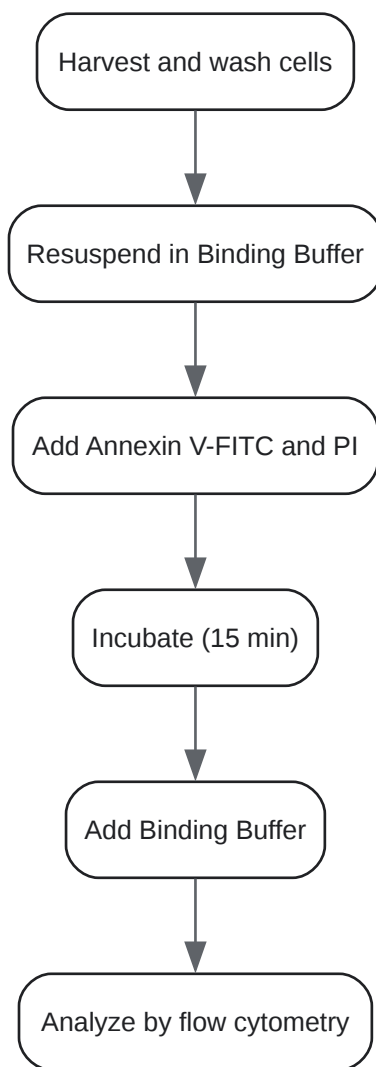 Harvest and wash cells
Resuspend in Binding Buffer
Add Annexin V-FITC and PI
Incubate (15 min)
Add Binding Buffer
Analyze by flow cytometry